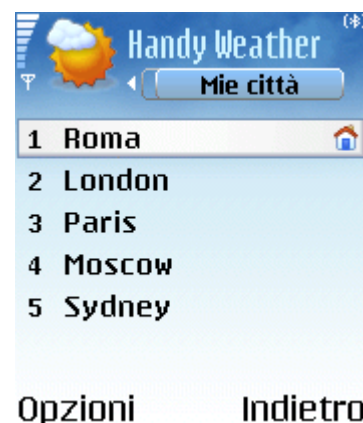 Handy Weather
Mie città
1 Roma
2 London
3 Paris
4 Moscow
5 Sydney
Opzioni Indietro